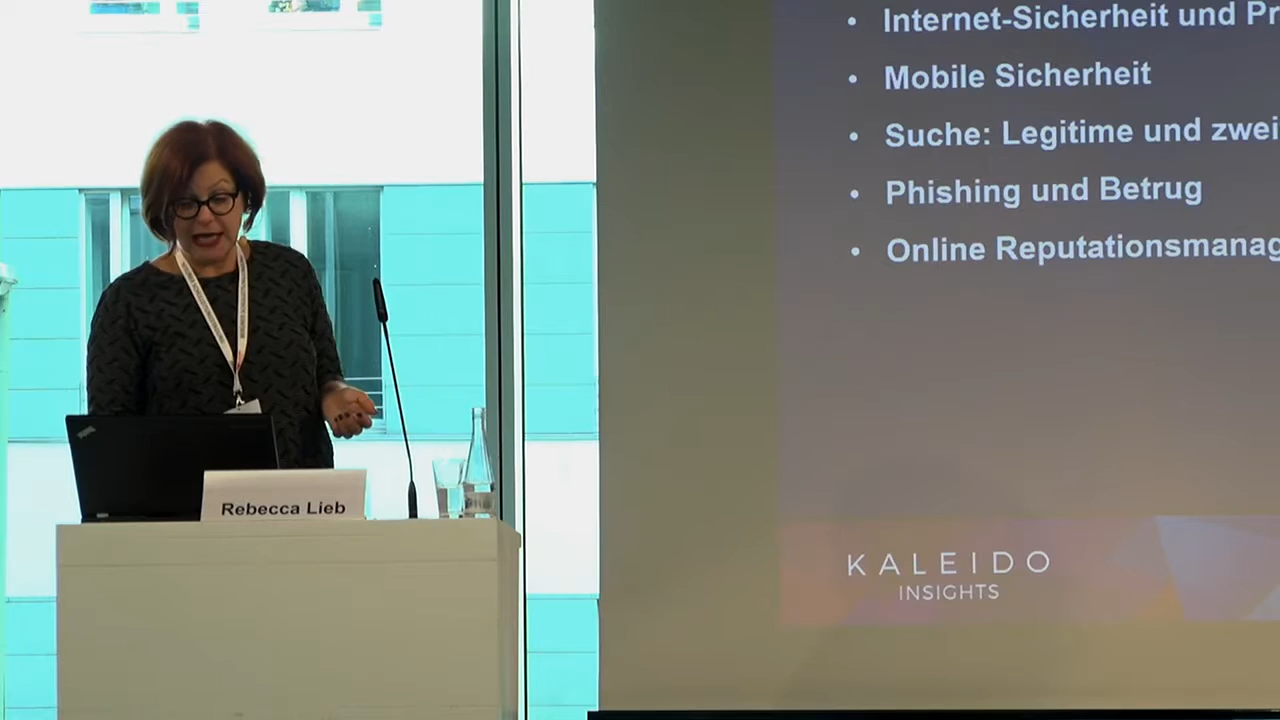 Internet-Sicherheit und Pr
Mobile Sicherheit
Suche: Legitime und zwei
Phishing und Betrug
Online Reputationsmanag
Rebecca Lieb
KALEIDO
INSIGHTS